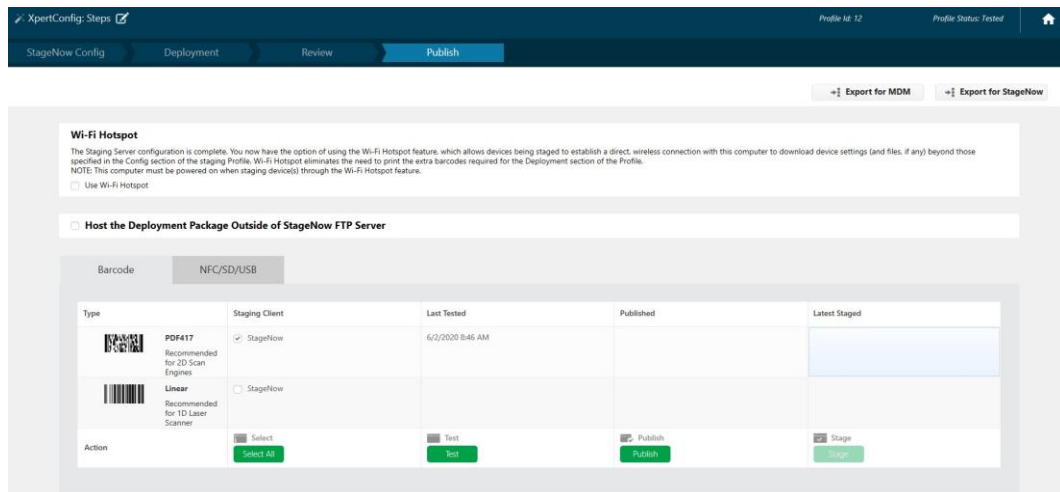 XpertConfig: Steps
Profile Id: 12
Profile Status: Tested
StageNow Config
Deployment
Review
Publish
Export for MDM
Export for StageNow
Wi-Fi Hotspot
The Staging Server configuration is complete. You now have the option of using the Wi-Fi Hotspot feature, which allows devices being staged to establish a direct, wireless connection with this computer to download device settings (and files, if any) beyond those
specified in the Config section of the staging Profile. Wi-Fi Hotspot eliminates the need to print the extra barcodes required for the Deployment section of the Profile.
NOTE: This computer must be powered on when staging device(s) through the Wi-Fi Hotspot feature.
Use Wi-Fi Hotspot
Host the Deployment Package Outside of StageNow FTP Server
Barcode
NFC/SD/USB
Type
Staging Client
Last Tested
Published
Latest Staged
PDF417
StageNow
6/2/2020 8:46 AM
Recommended
for 2D Scan
Engines
Linear
StageNow
Recommended
for 1D Laser
Scanner
Action
Select
Test
Publish
Stage
Select All
Test
Publish
Stage